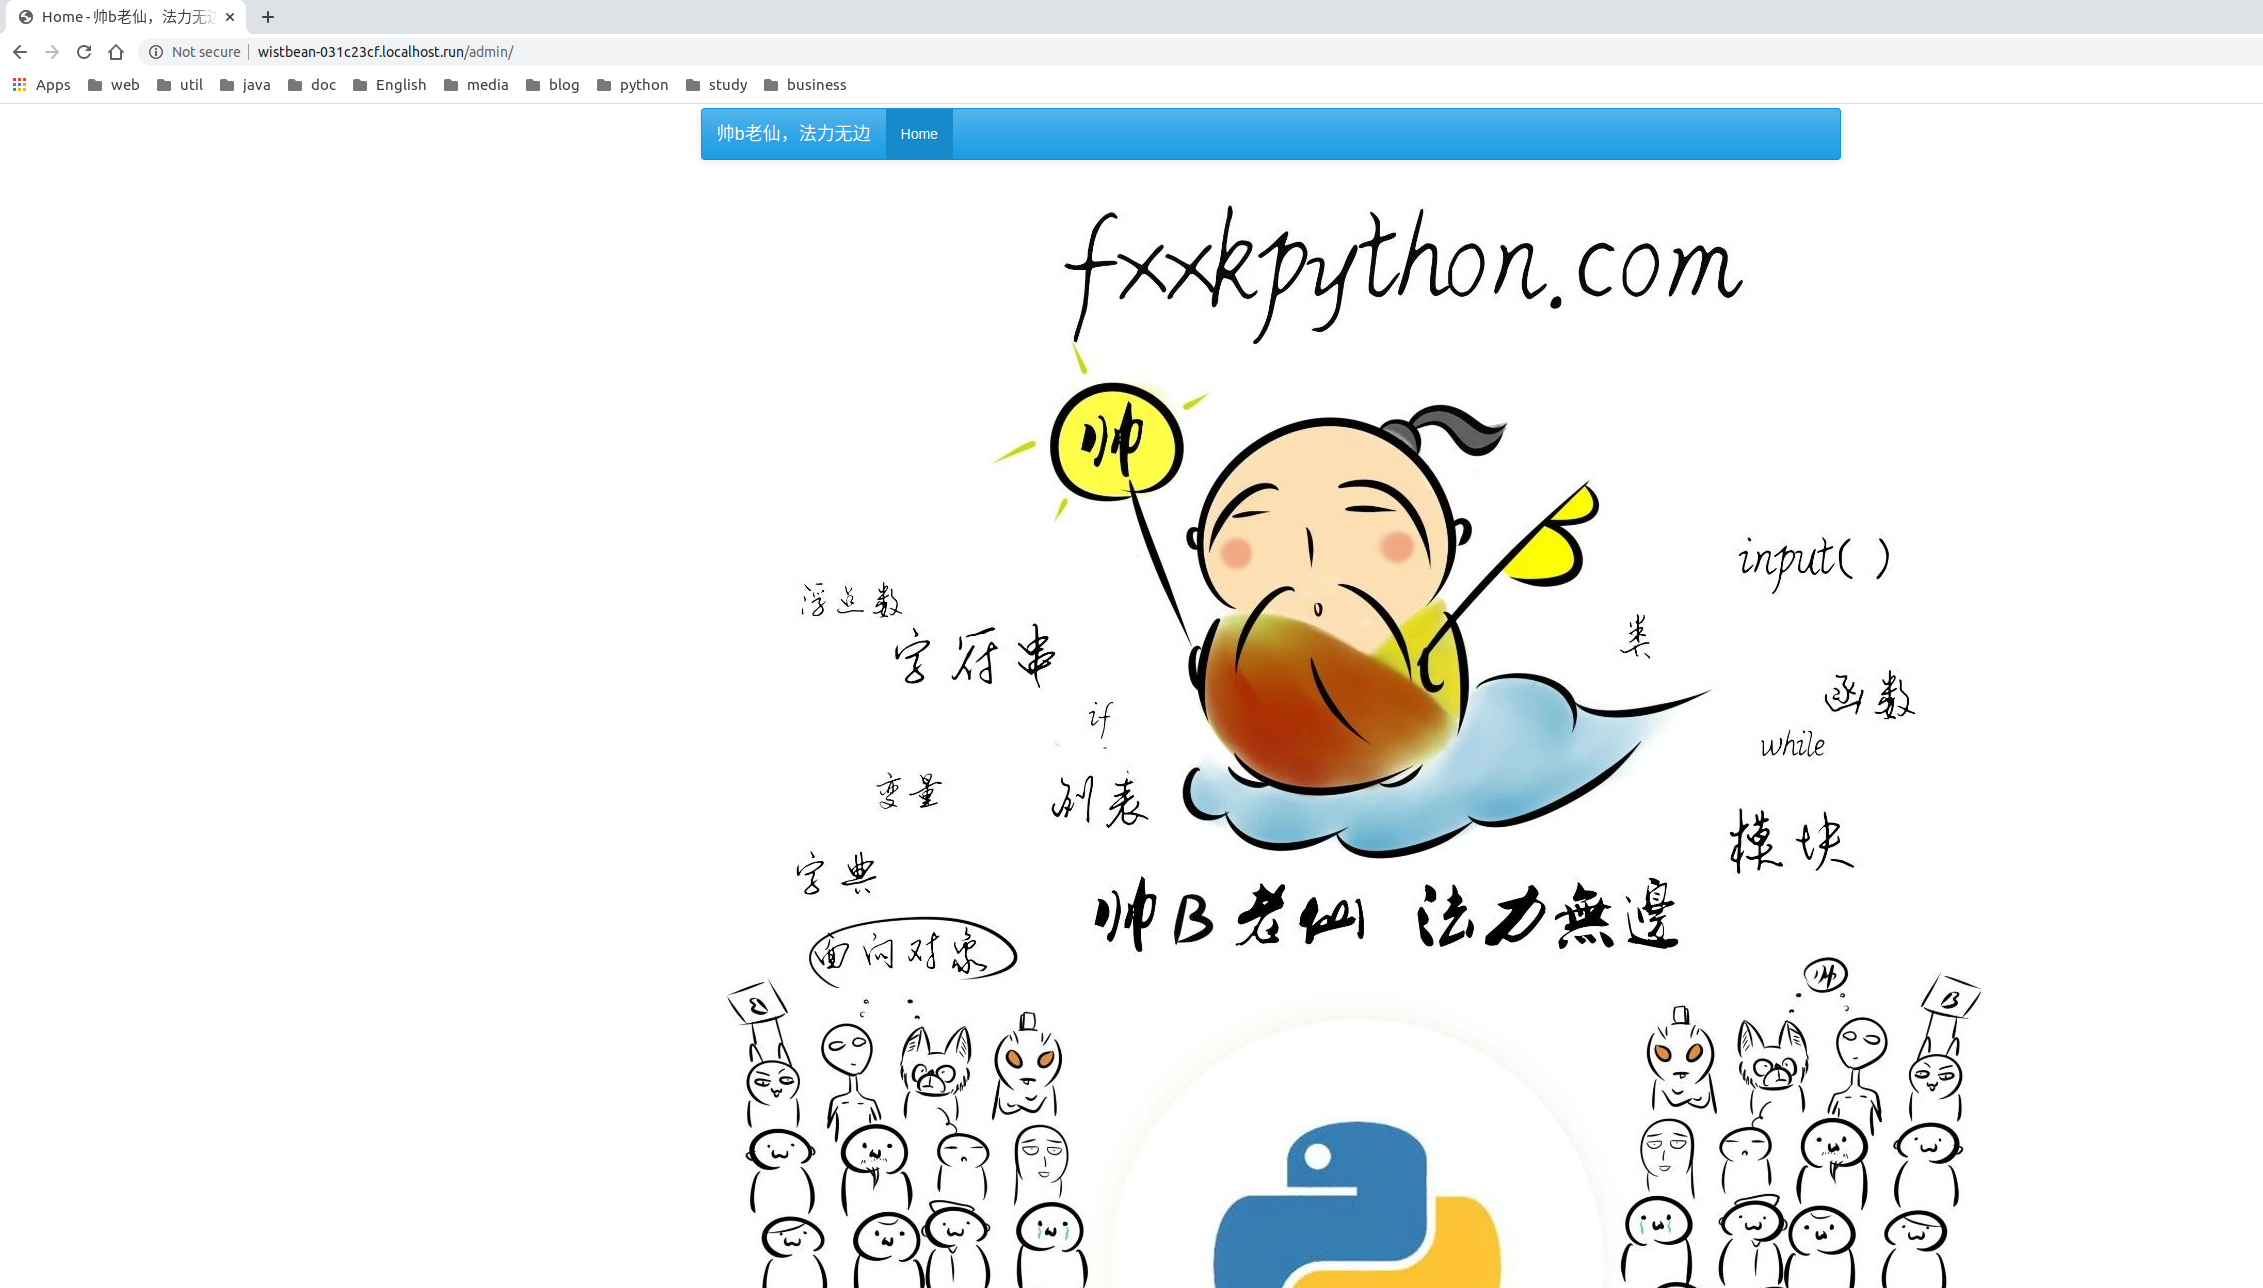 Home - 帅b老仙，法力无边
Not secure | wistbean-031c23cf.localhost.run/admin/
Apps web util java doc English media blog python study business
帅b老仙，法力无边 Home
fxxkpython.com
帅
input( )
浮点数
类
字符串
函数
if
while
变量
列表
模块
字典
帅B老仙 法力無邊
面向对象
帅
B
B